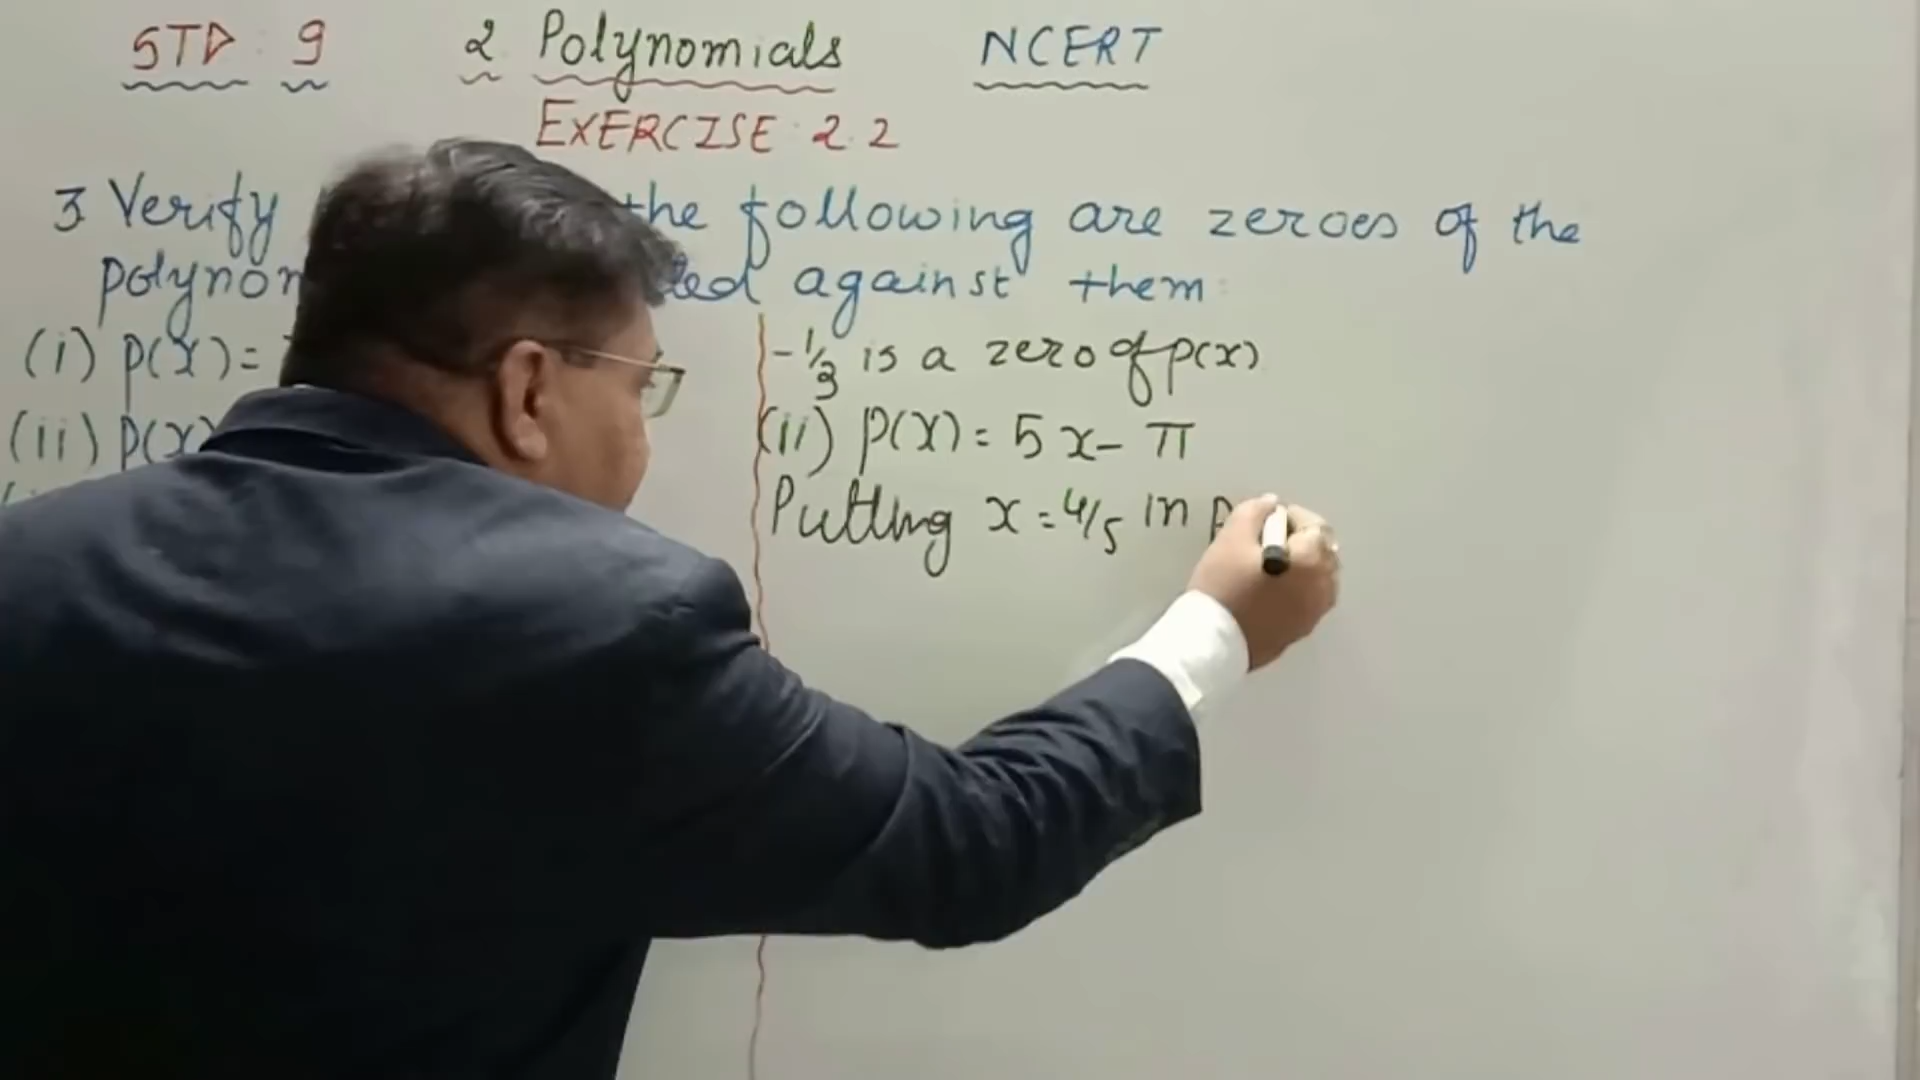 STD : 9 2 Polynomials NCERT
EXERCISE : 2.2
3 Verify the following are zeroes of the
against them:
(i) p(x) =
(ii) p(x)
-1/3 is a zero of p(x)
(ii) p(x) = 5x - π
Putting x = 4/5 in p